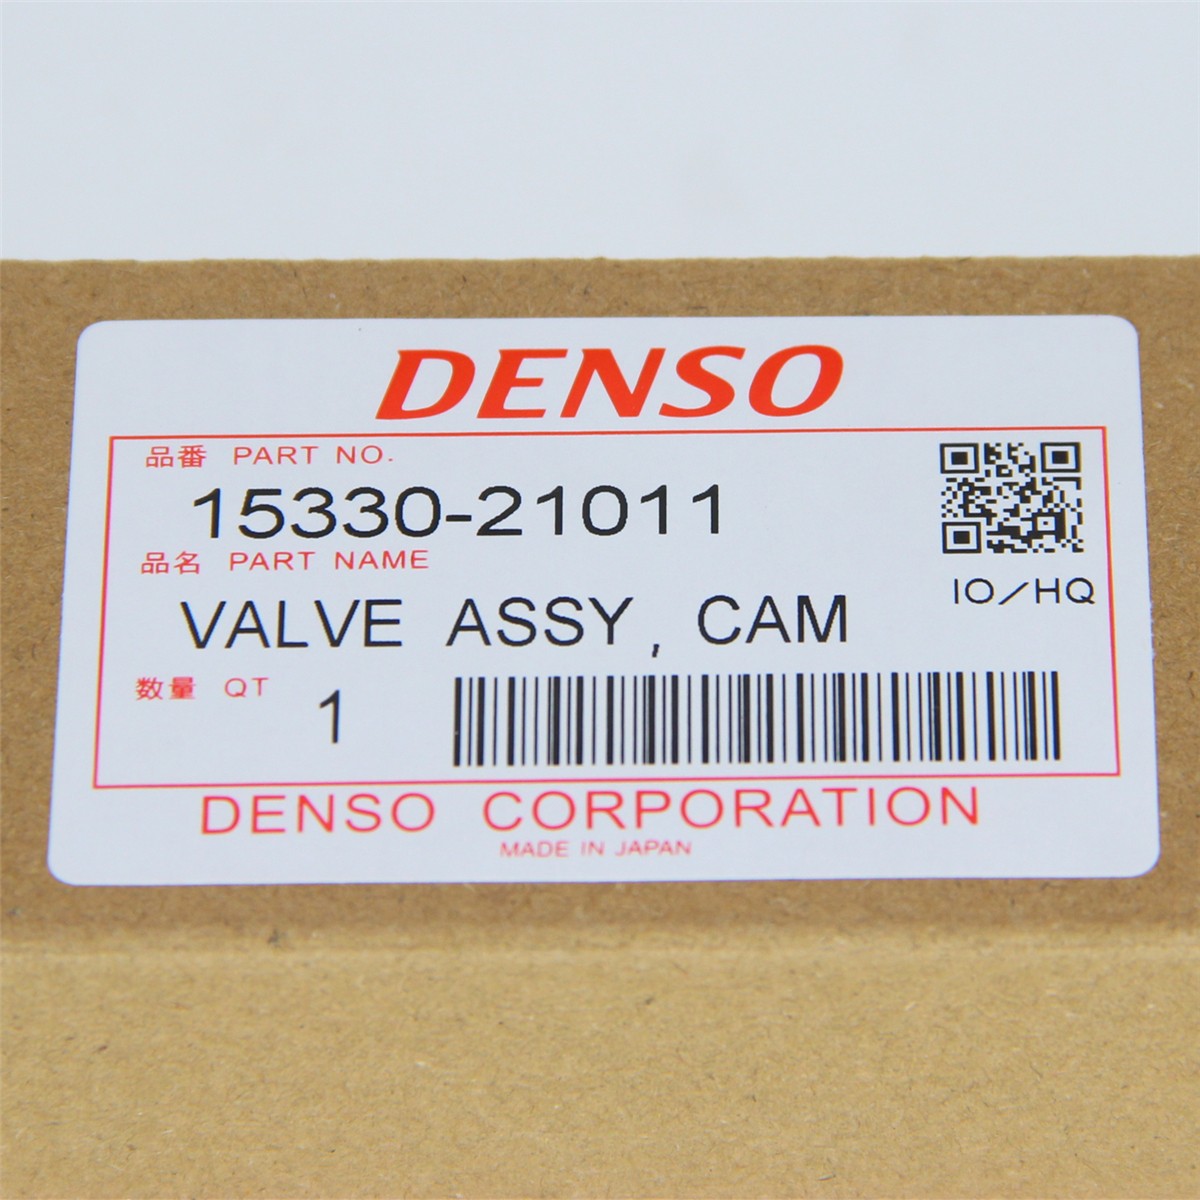 DENSO
品番 PART NO.
15330-21011
品名 PART NAME
IO/HQ
VALVE ASSY, CAM
数量 QT 1
DENSO CORPORATION
MADE IN JAPAN